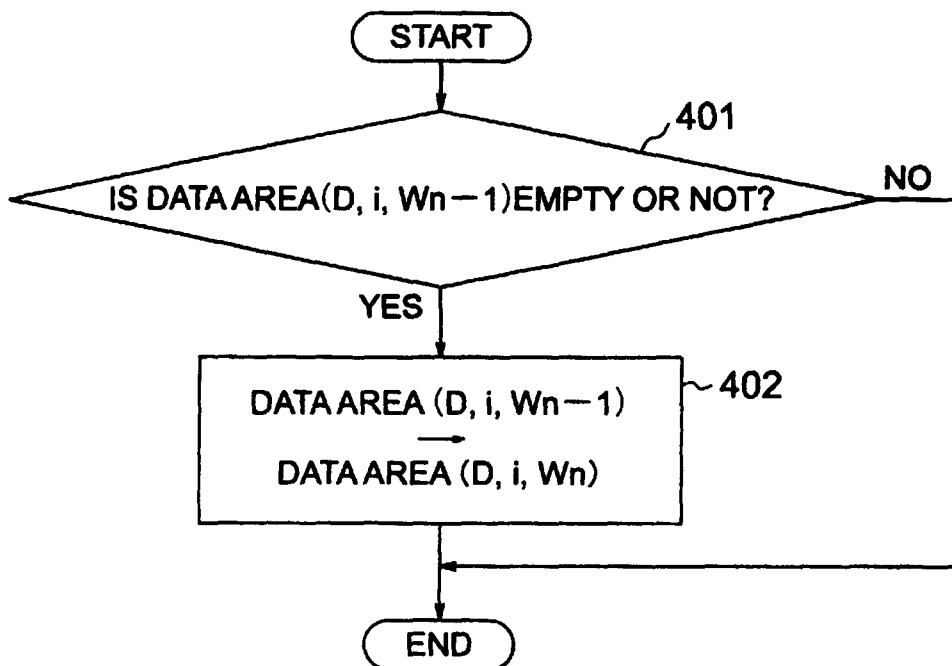 START
401
IS DATA AREA(D, i, Wn－1)EMPTY OR NOT?
NO
YES
402
DATA AREA (D, i, Wn－1)
→
DATA AREA (D, i, Wn)
END